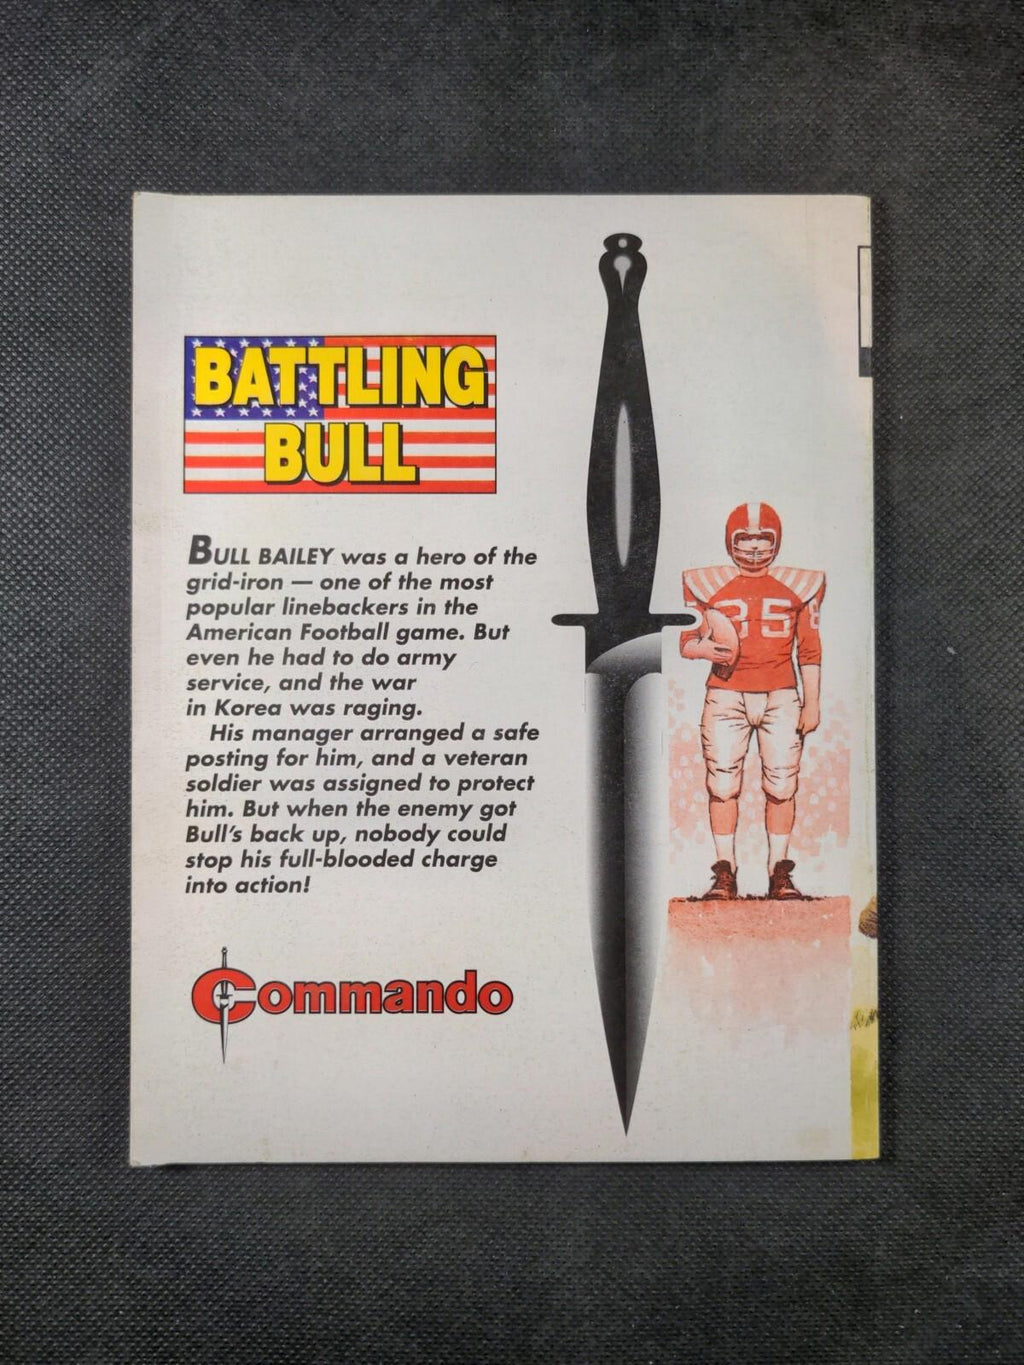 BATTLING
BULL
BULL BAILEY was a hero of the
grid-iron — one of the most
popular linebackers in the
American Football game. But
even he had to do army
service, and the war
in Korea was raging.
His manager arranged a safe
posting for him, and a veteran
soldier was assigned to protect
him. But when the enemy got
Bull's back up, nobody could
stop his full-blooded charge
into action!
Commando
85
8